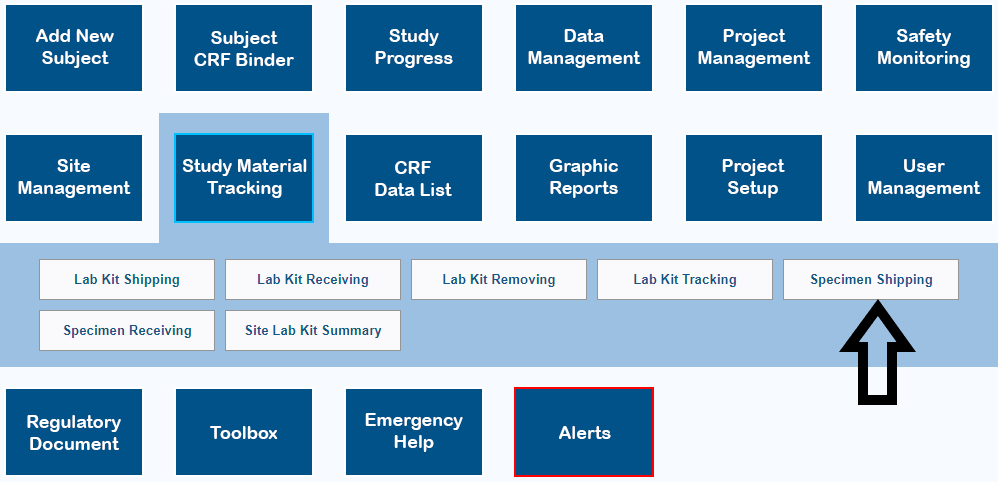 Add New
Subject
Subject
CRF Binder
Study
Progress
Data
Management
Project
Management
Safety
Monitoring
Site
Management
Study Material
Tracking
CRF
Data List
Graphic
Reports
Project
Setup
User
Management
Lab Kit Shipping
Lab Kit Receiving
Lab Kit Removing
Lab Kit Tracking
Specimen Shipping
Specimen Receiving
Site Lab Kit Summary
Regulatory
Document
Toolbox
Emergency
Help
Alerts